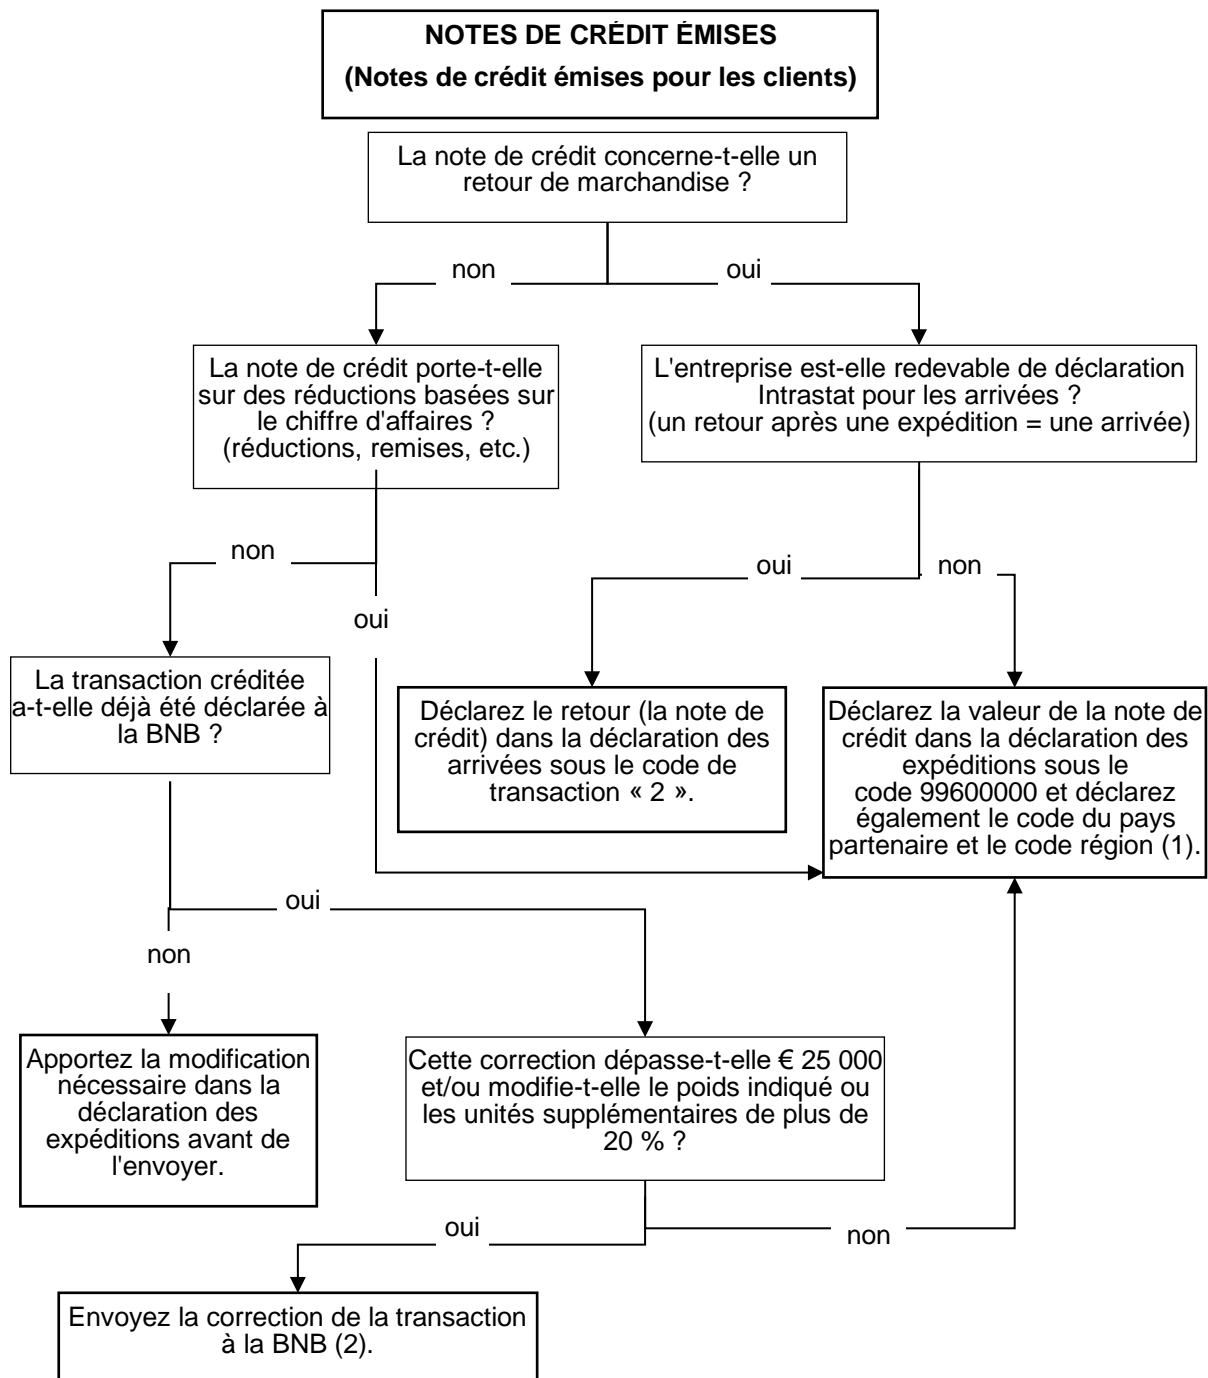 NOTES DE CRÉDIT ÉMISES
(Notes de crédit émises pour les clients)
La note de crédit concerne-t-elle un
retour de marchandise ?
non
oui
La note de crédit porte-t-elle
sur des réductions basées sur
le chiffre d'affaires ?
(réductions, remises, etc.)
L'entreprise est-elle redevable de déclaration
Intrastat pour les arrivées ?
(un retour après une expédition = une arrivée)
non
oui
oui
non
La transaction créditée
a-t-elle déjà été déclarée à
la BNB ?
Déclarez le retour (la note de
crédit) dans la déclaration des
arrivées sous le code de
transaction « 2 ».
Déclarez la valeur de la note de
crédit dans la déclaration des
expéditions sous le
code 99600000 et déclarez
également le code du pays
partenaire et le code région (1).
oui
non
Apportez la modification
nécessaire dans la
déclaration des
expéditions avant de
l'envoyer.
Cette correction dépasse-t-elle € 25 000
et/ou modifie-t-elle le poids indiqué ou
les unités supplémentaires de plus de
20 % ?
oui
non
Envoyez la correction de la transaction
à la BNB (2).